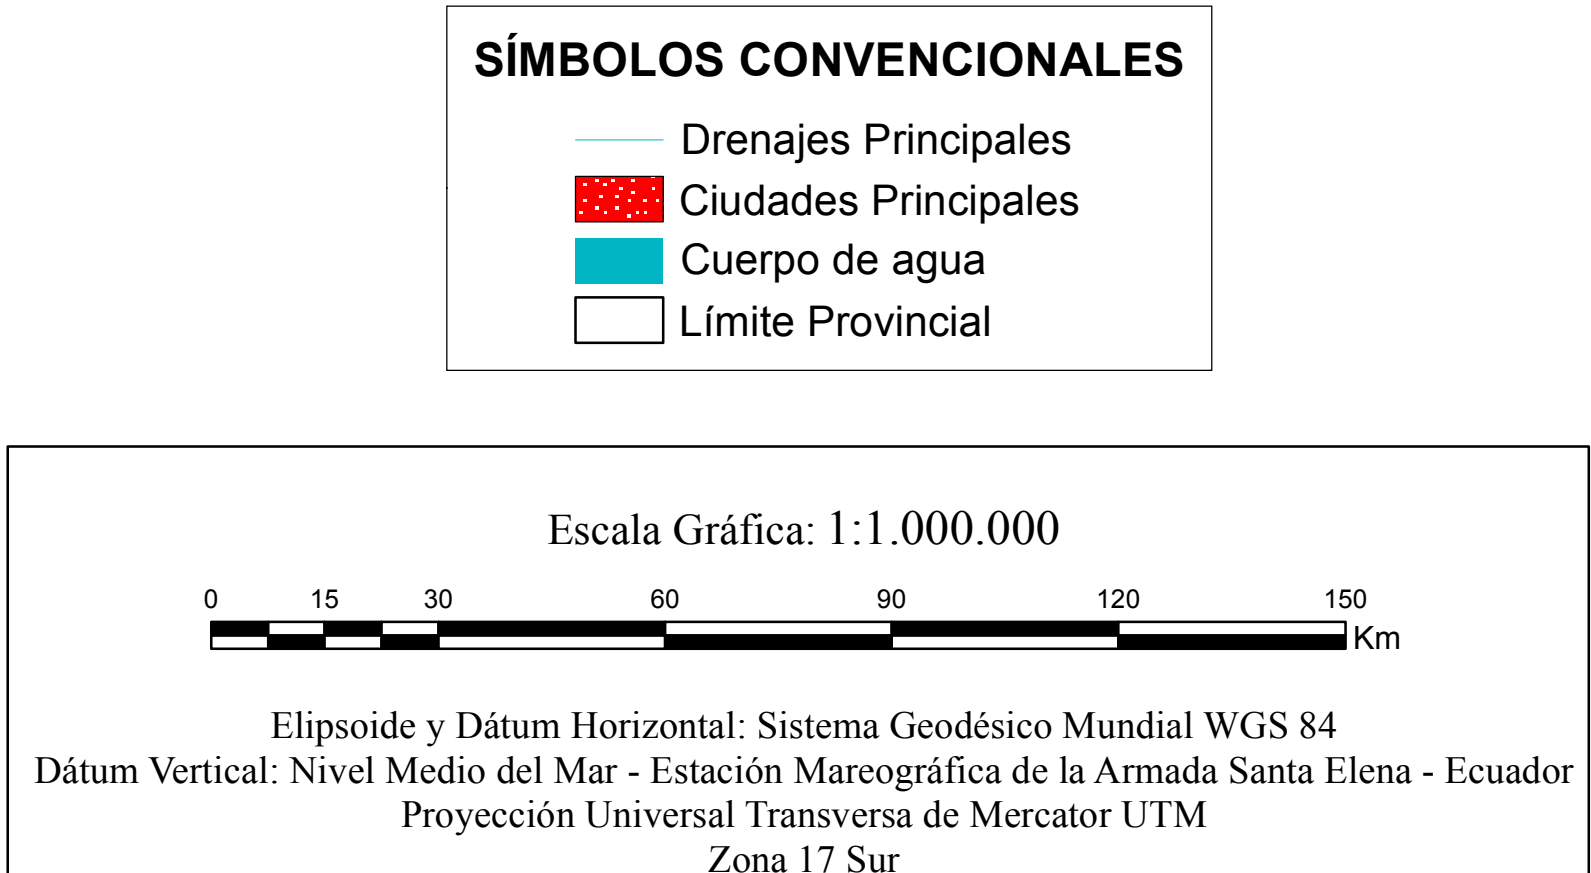 SÍMBOLOS CONVENCIONALES
Drenajes Principales
Ciudades Principales
Cuerpo de agua
Límite Provincial
Escala Gráfica: 1:1.000.000
0 15 30 60 90 120 150
Km
Elipsoide y Dátum Horizontal: Sistema Geodésico Mundial WGS 84
Dátum Vertical: Nivel Medio del Mar - Estación Mareográfica de la Armada Santa Elena - Ecuador
Proyección Universal Transversa de Mercator UTM
Zona 17 Sur